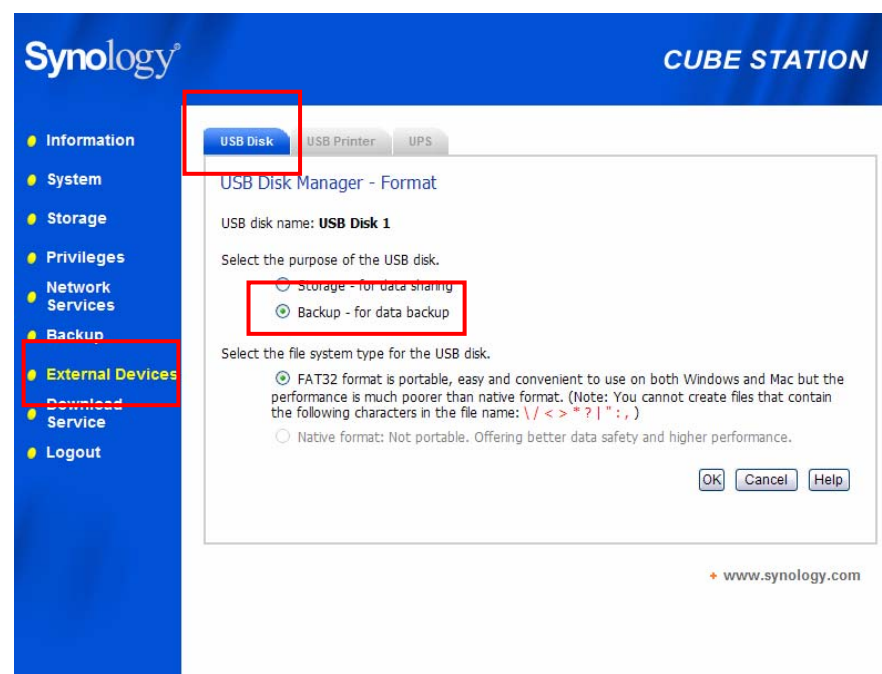 Synology®
CUBE STATION
Information
System
Storage
Privileges
Network
Services
Backup
External Devices
Download
Service
Logout
USB Disk
USB Printer
UPS
USB Disk Manager - Format
USB disk name: USB Disk 1
Select the purpose of the USB disk.
Storage - for data sharing
Backup - for data backup
Select the file system type for the USB disk.
FAT32 format is portable, easy and convenient to use on both Windows and Mac but the
performance is much poorer than native format. (Note: You cannot create files that contain
the following characters in the file name: \ / < > * ? | " : , )
Native format: Not portable. Offering better data safety and higher performance.
OK Cancel Help
www.synology.com